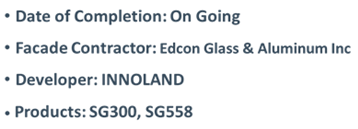 • Date of Completion: On Going
• Facade Contractor: Edcon Glass & Aluminum Inc
• Developer: INNOLAND
• Products: SG300, SG558